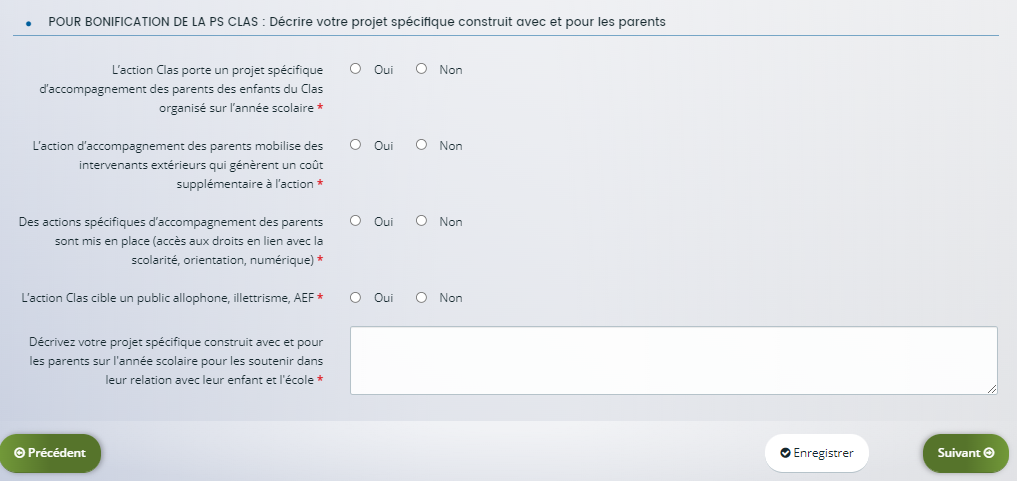 POUR BONIFICATION DE LA PS CLAS : Décrire votre projet spécifique construit avec et pour les parents
L'action Clas porte un projet spécifique
d'accompagnement des parents des enfants du Clas
organisé sur l'année scolaire *
Oui Non
L'action d'accompagnement des parents mobilise des
intervenants extérieurs qui génèrent un coût
supplémentaire à l'action *
Oui Non
Des actions spécifiques d'accompagnement des parents
sont mis en place (accès aux droits en lien avec la
scolarité, orientation, numérique) *
Oui Non
L'action Clas cible un public allophone, illettrisme, AEF *
Oui Non
Décrivez votre projet spécifique construit avec et pour
les parents sur l'année scolaire pour les soutenir dans
leur relation avec leur enfant et l'école *
Précédent
Enregistrer
Suivant